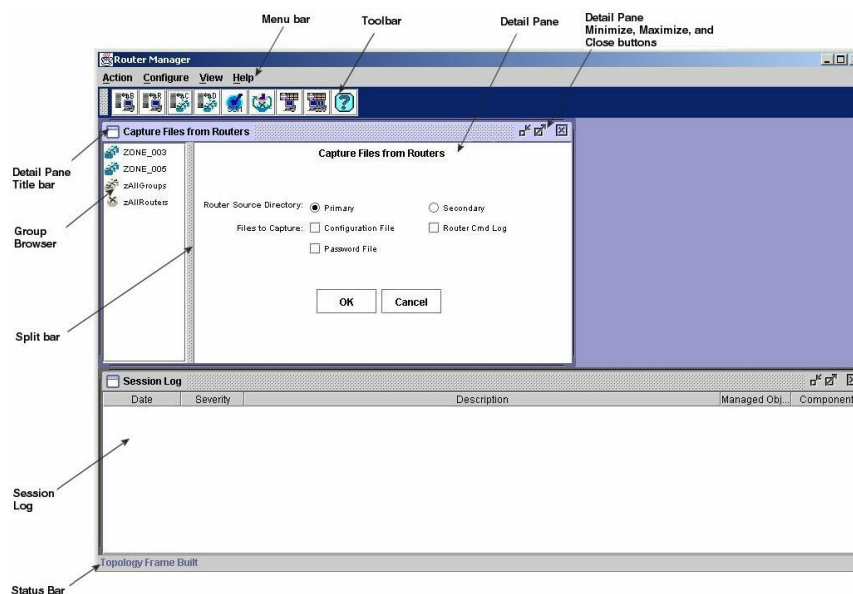 Menu bar
Toolbar
Detail Pane
Detail Pane
Minimize, Maximize, and
Close buttons
Router Manager
Action Configure View Help
Capture Files from Routers
Detail Pane
Title bar
Group
Browser
Split bar
ZONE_003
ZONE_005
zAllGroups
zAllRouters
Capture Files from Routers
Router Source Directory: Primary Secondary
Files to Capture: Configuration File Router Cmd Log
Password File
OK Cancel
Session Log
Date Severity Description Managed Obj... Component
Session
Log
Topology Frame Built
Status Bar